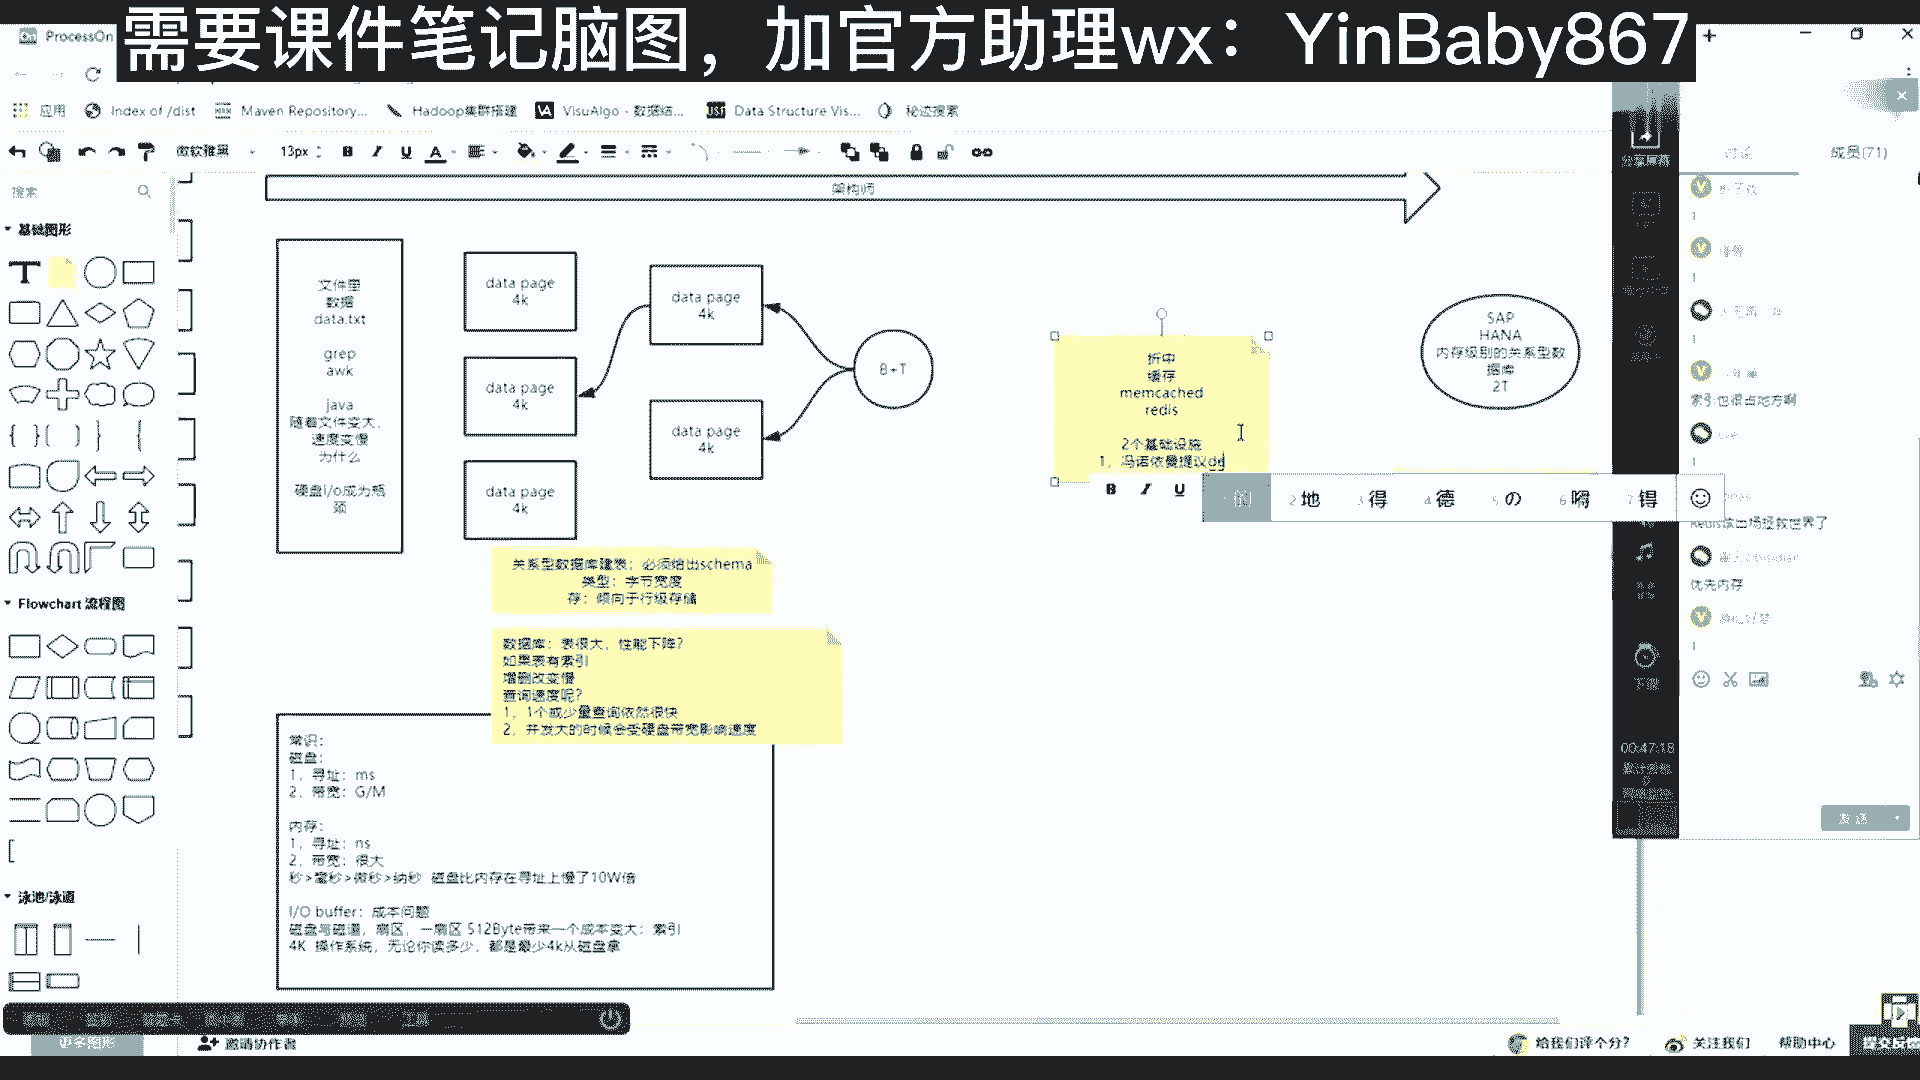 需要课件笔记脑图，加官方助理wx：YinBaby867
ProcessOn
应用
Index of /dist
Maven Repository...
Hadoop集群搭建
VisuAlgo - 数据结...
Data Structure Vis...
秘迹搜索
微软雅黑
13px
搜索
基础图形
Flowchart 流程图
泳池/泳道
更多图形
架构师
文件里
数据
data.txt
grep
awk
java
随着文件变大，
速度变慢
为什么
硬盘i/o成为瓶
颈
data page
4k
data page
4k
data page
4k
data page
4k
data page
4k
B+T
折中
缓存
memcached
redis
2个基础设施
1，冯诺依曼提议dd
1 的
2 地
3 得
4 德
5 の
6 嘚
7 锝
SAP
HANA
内存级别的关系型数
据库
2T
关系型数据库建表：必须给出schema
类型：字节宽度
存：倾向于行级存储
数据库：表很大，性能下降？
如果表有索引
增删改变慢
查询速度呢？
1，1个或少量查询依然很快
2，并发大的时候会受硬盘带宽影响速度
常识：
磁盘：
1，寻址：ms
2，带宽：G/M
内存：
1，寻址：ns
2，带宽：很大
秒>毫秒>微秒>纳秒 磁盘比内存在寻址上慢了10W倍
I/O buffer：成本问题
磁盘与磁道，扇区，一扇区 512Byte带来一个成本变大：索引
4K 操作系统，无论你读多少，都是最少4k从磁盘拿
邀请协作者
给我们评个分？
关注我们
帮助中心
分享屏幕
下课
00:47:18
讨论
成员(71)
1
1
1
索引也很占地方啊
1
优先内存
1
发送